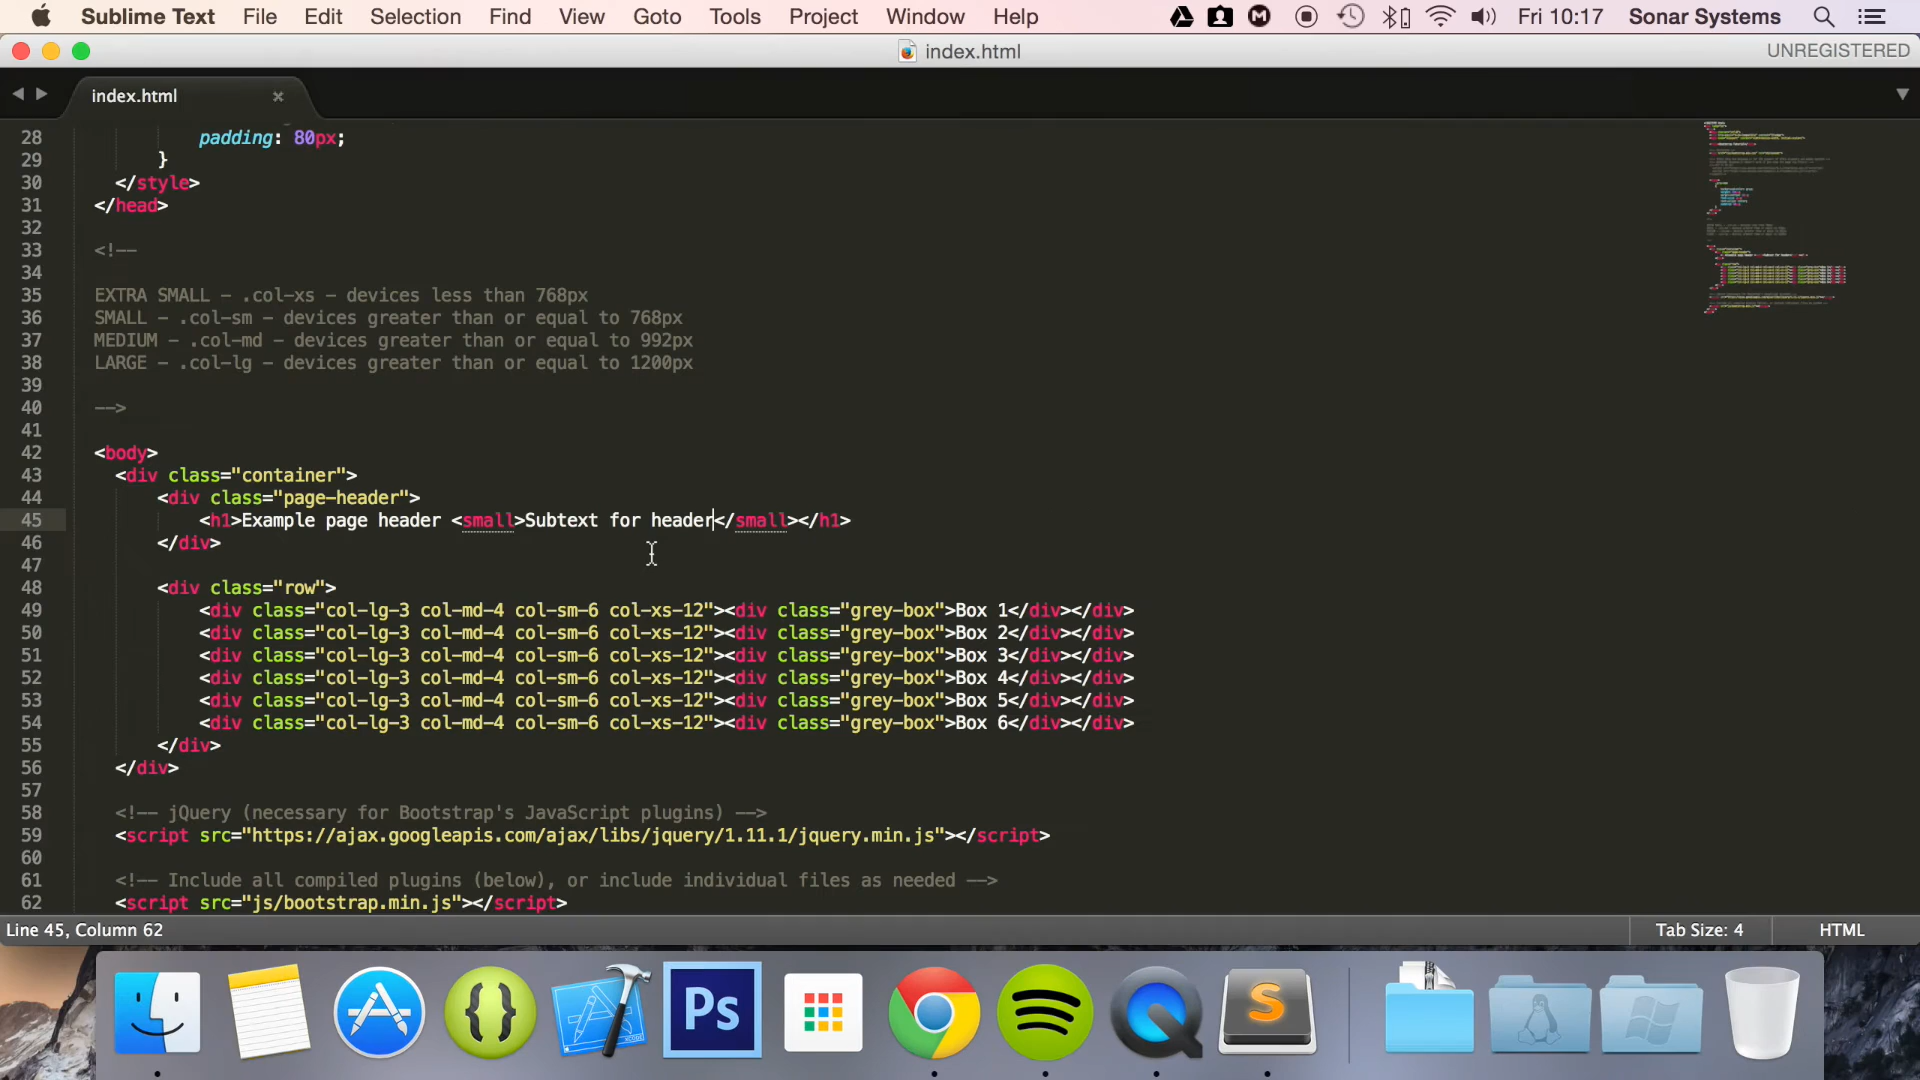 Sublime Text File Edit Selection Find View Goto Tools Project Window Help Fri 10:17 Sonar Systems
index.html UNREGISTERED
index.html ×
28 padding: 80px;
29 }
30 </style>
31 </head>
32
33 <!--
34
35 EXTRA SMALL - .col-xs - devices less than 768px
36 SMALL - .col-sm - devices greater than or equal to 768px
37 MEDIUM - .col-md - devices greater than or equal to 992px
38 LARGE - .col-lg - devices greater than or equal to 1200px
39
40 -->
41
42 <body>
43 <div class="container">
44 <div class="page-header">
45 <h1>Example page header <small>Subtext for header</small></h1>
46 </div>
47
48 <div class="row">
49 <div class="col-lg-3 col-md-4 col-sm-6 col-xs-12"><div class="grey-box">Box 1</div></div>
50 <div class="col-lg-3 col-md-4 col-sm-6 col-xs-12"><div class="grey-box">Box 2</div></div>
51 <div class="col-lg-3 col-md-4 col-sm-6 col-xs-12"><div class="grey-box">Box 3</div></div>
52 <div class="col-lg-3 col-md-4 col-sm-6 col-xs-12"><div class="grey-box">Box 4</div></div>
53 <div class="col-lg-3 col-md-4 col-sm-6 col-xs-12"><div class="grey-box">Box 5</div></div>
54 <div class="col-lg-3 col-md-4 col-sm-6 col-xs-12"><div class="grey-box">Box 6</div></div>
55 </div>
56 </div>
57
58 <!-- jQuery (necessary for Bootstrap's JavaScript plugins) -->
59 <script src="https://ajax.googleapis.com/ajax/libs/jquery/1.11.1/jquery.min.js"></script>
60
61 <!-- Include all compiled plugins (below), or include individual files as needed -->
62 <script src="js/bootstrap.min.js"></script>
Line 45, Column 62 Tab Size: 4 HTML
Ps